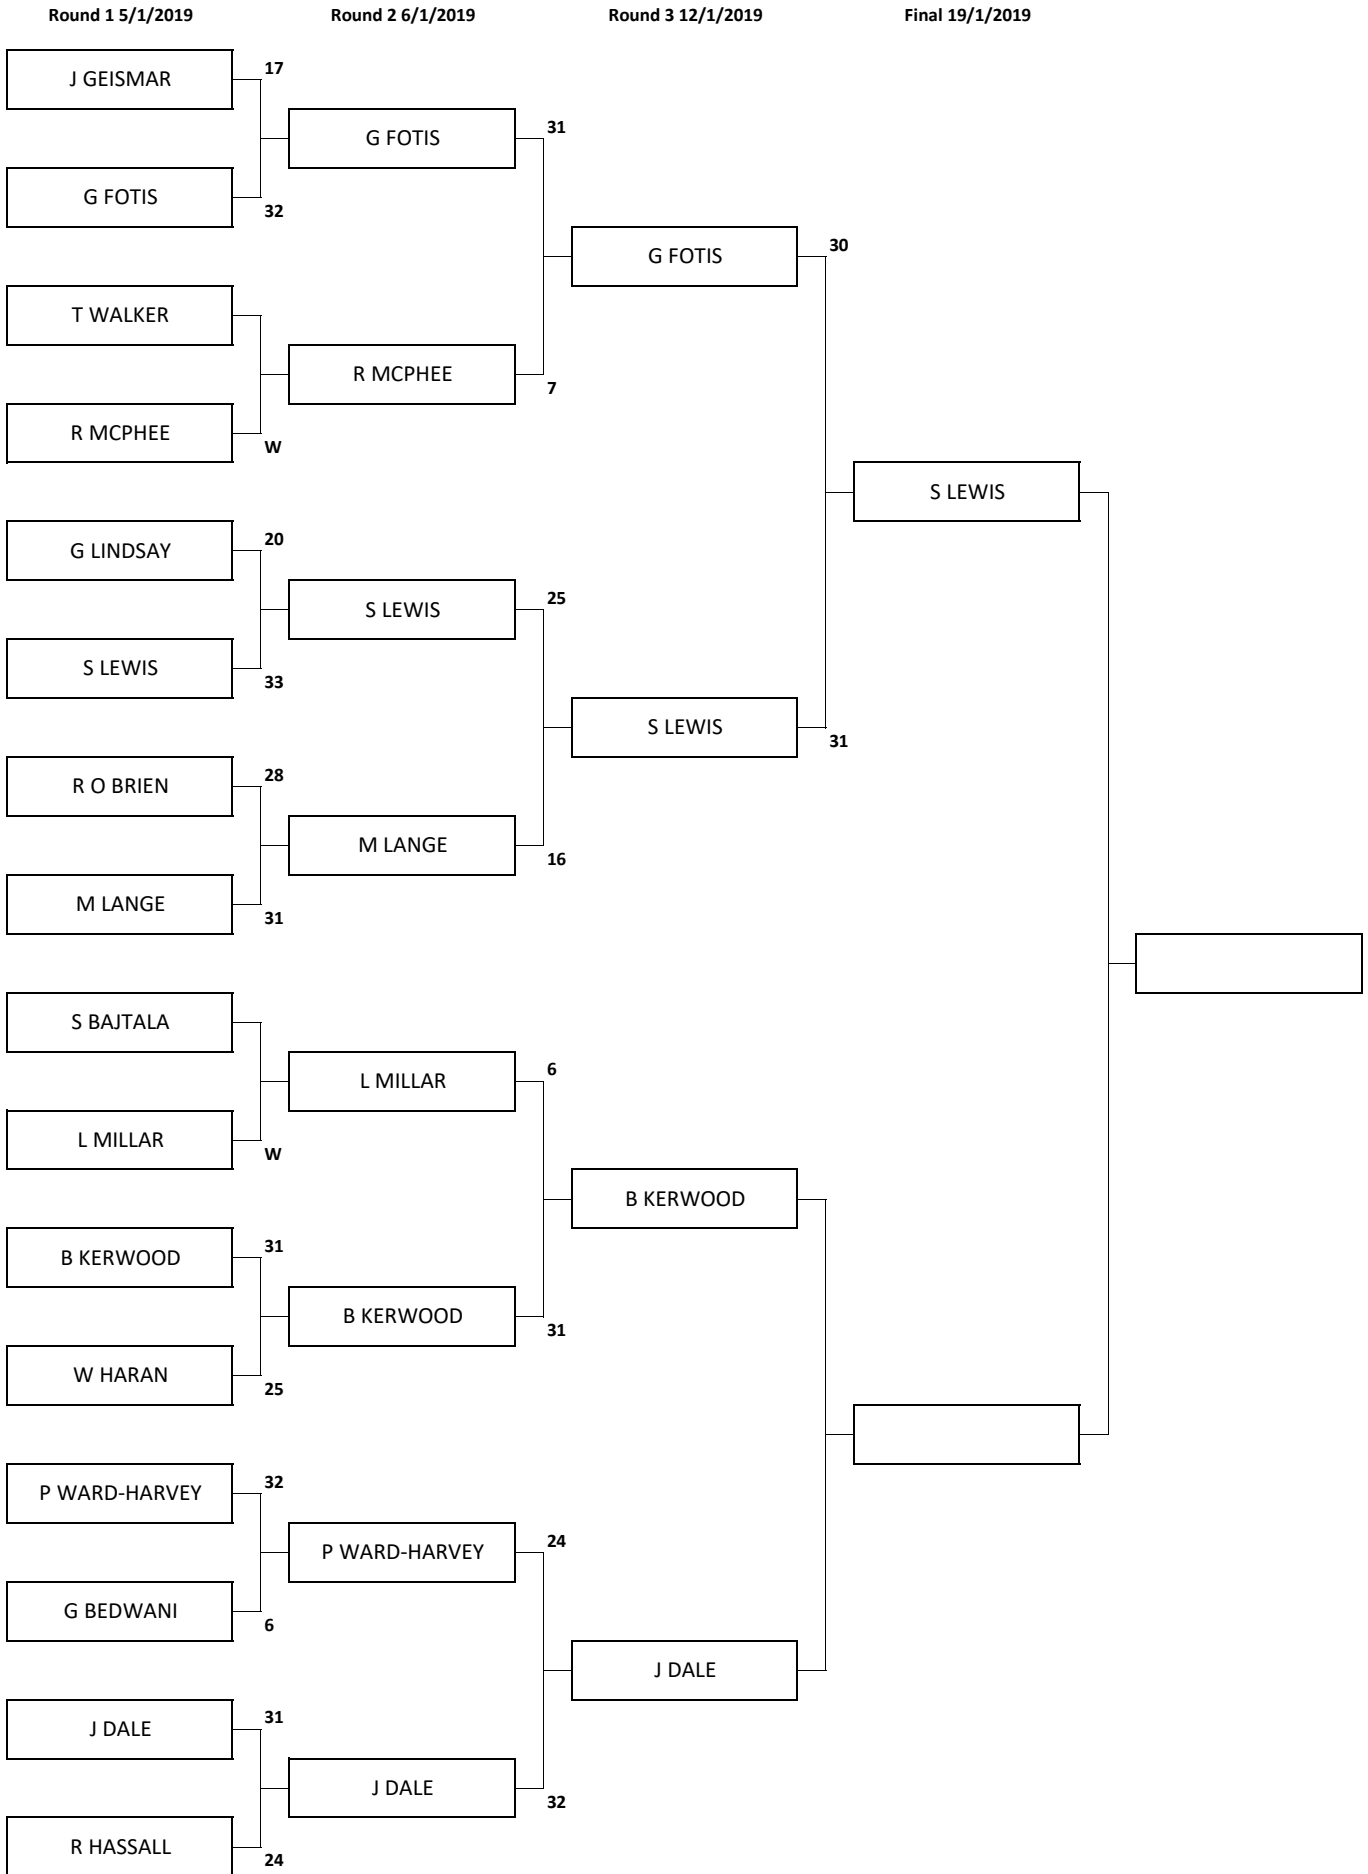 Round 1 5/1/2019
Round 2 6/1/2019
Round 3 12/1/2019
Final 19/1/2019
J GEISMAR
17
G FOTIS
32
T WALKER
R MCPHEE
W
G LINDSAY
20
S LEWIS
33
R O BRIEN
28
M LANGE
31
S BAJTALA
L MILLAR
W
B KERWOOD
31
W HARAN
25
P WARD-HARVEY
32
G BEDWANI
6
J DALE
31
R HASSALL
24
G FOTIS
31
R MCPHEE
7
S LEWIS
25
M LANGE
16
L MILLAR
6
B KERWOOD
31
P WARD-HARVEY
24
J DALE
32
G FOTIS
30
S LEWIS
31
B KERWOOD
J DALE
S LEWIS